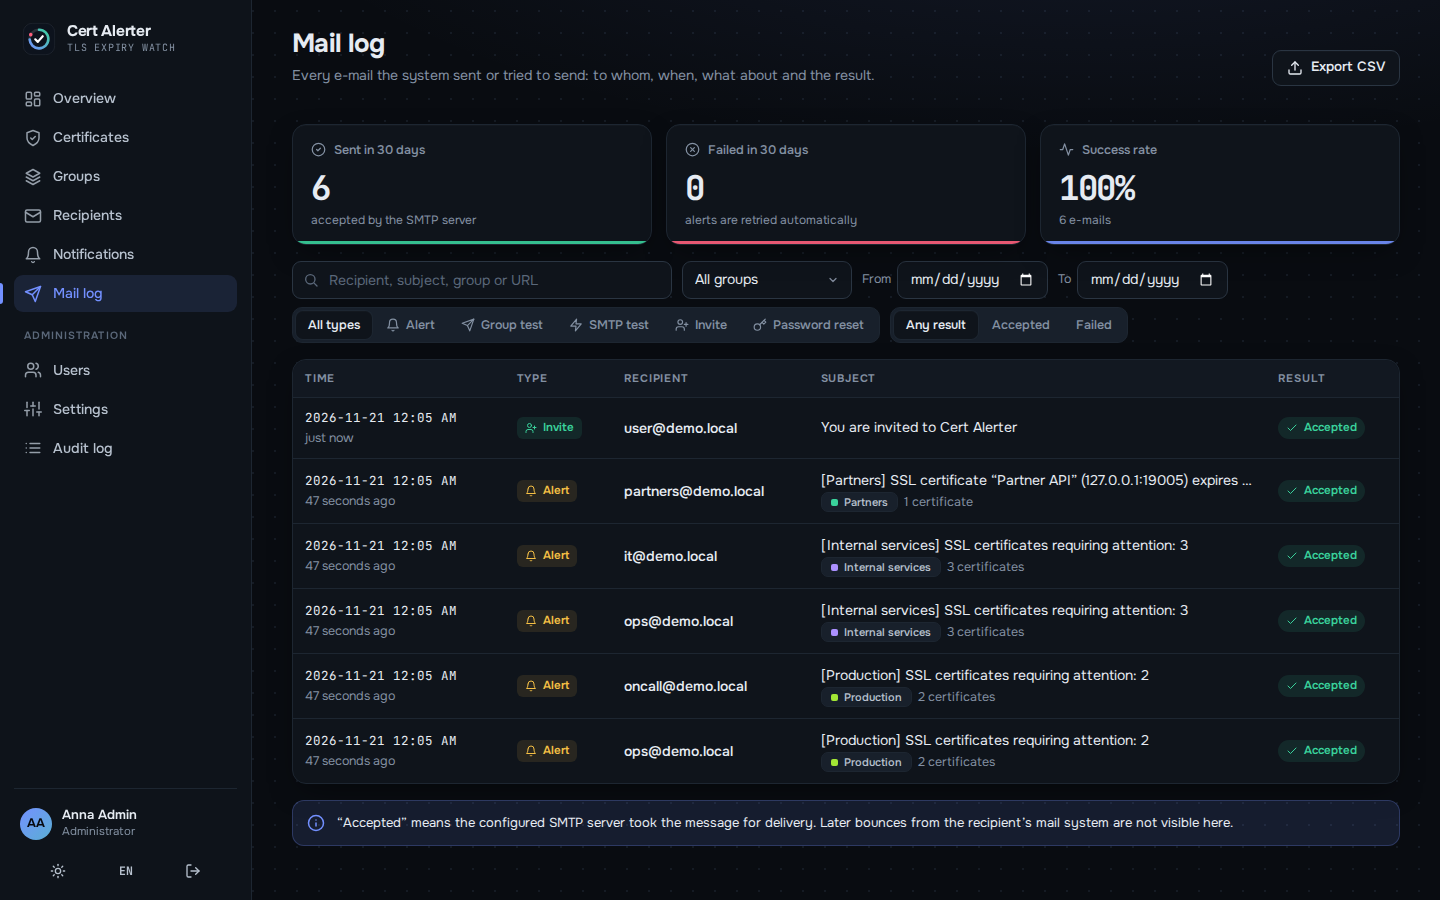 Cert Alerter
TLS EXPIRY WATCH
Overview
Certificates
Groups
Recipients
Notifications
Mail log
ADMINISTRATION
Users
Settings
Audit log
AA
Anna Admin
Administrator
EN
Mail log
Every e-mail the system sent or tried to send: to whom, when, what about and the result.
Export CSV
Sent in 30 days
6
accepted by the SMTP server
Failed in 30 days
0
alerts are retried automatically
Success rate
100%
6 e-mails
Recipient, subject, group or URL
All groups
From mm/dd/yyyy To mm/dd/yyyy
All types Alert Group test SMTP test Invite Password reset Any result Accepted Failed
TIME TYPE RECIPIENT SUBJECT RESULT
2026-11-21 12:05 AM
just now
Invite
user@demo.local
You are invited to Cert Alerter
Accepted
2026-11-21 12:05 AM
47 seconds ago
Alert
partners@demo.local
[Partners] SSL certificate “Partner API” (127.0.0.1:19005) expires ...
Partners 1 certificate
Accepted
2026-11-21 12:05 AM
47 seconds ago
Alert
it@demo.local
[Internal services] SSL certificates requiring attention: 3
Internal services 3 certificates
Accepted
2026-11-21 12:05 AM
47 seconds ago
Alert
ops@demo.local
[Internal services] SSL certificates requiring attention: 3
Internal services 3 certificates
Accepted
2026-11-21 12:05 AM
47 seconds ago
Alert
oncall@demo.local
[Production] SSL certificates requiring attention: 2
Production 2 certificates
Accepted
2026-11-21 12:05 AM
47 seconds ago
Alert
ops@demo.local
[Production] SSL certificates requiring attention: 2
Production 2 certificates
Accepted
“Accepted” means the configured SMTP server took the message for delivery. Later bounces from the recipient’s mail system are not visible here.